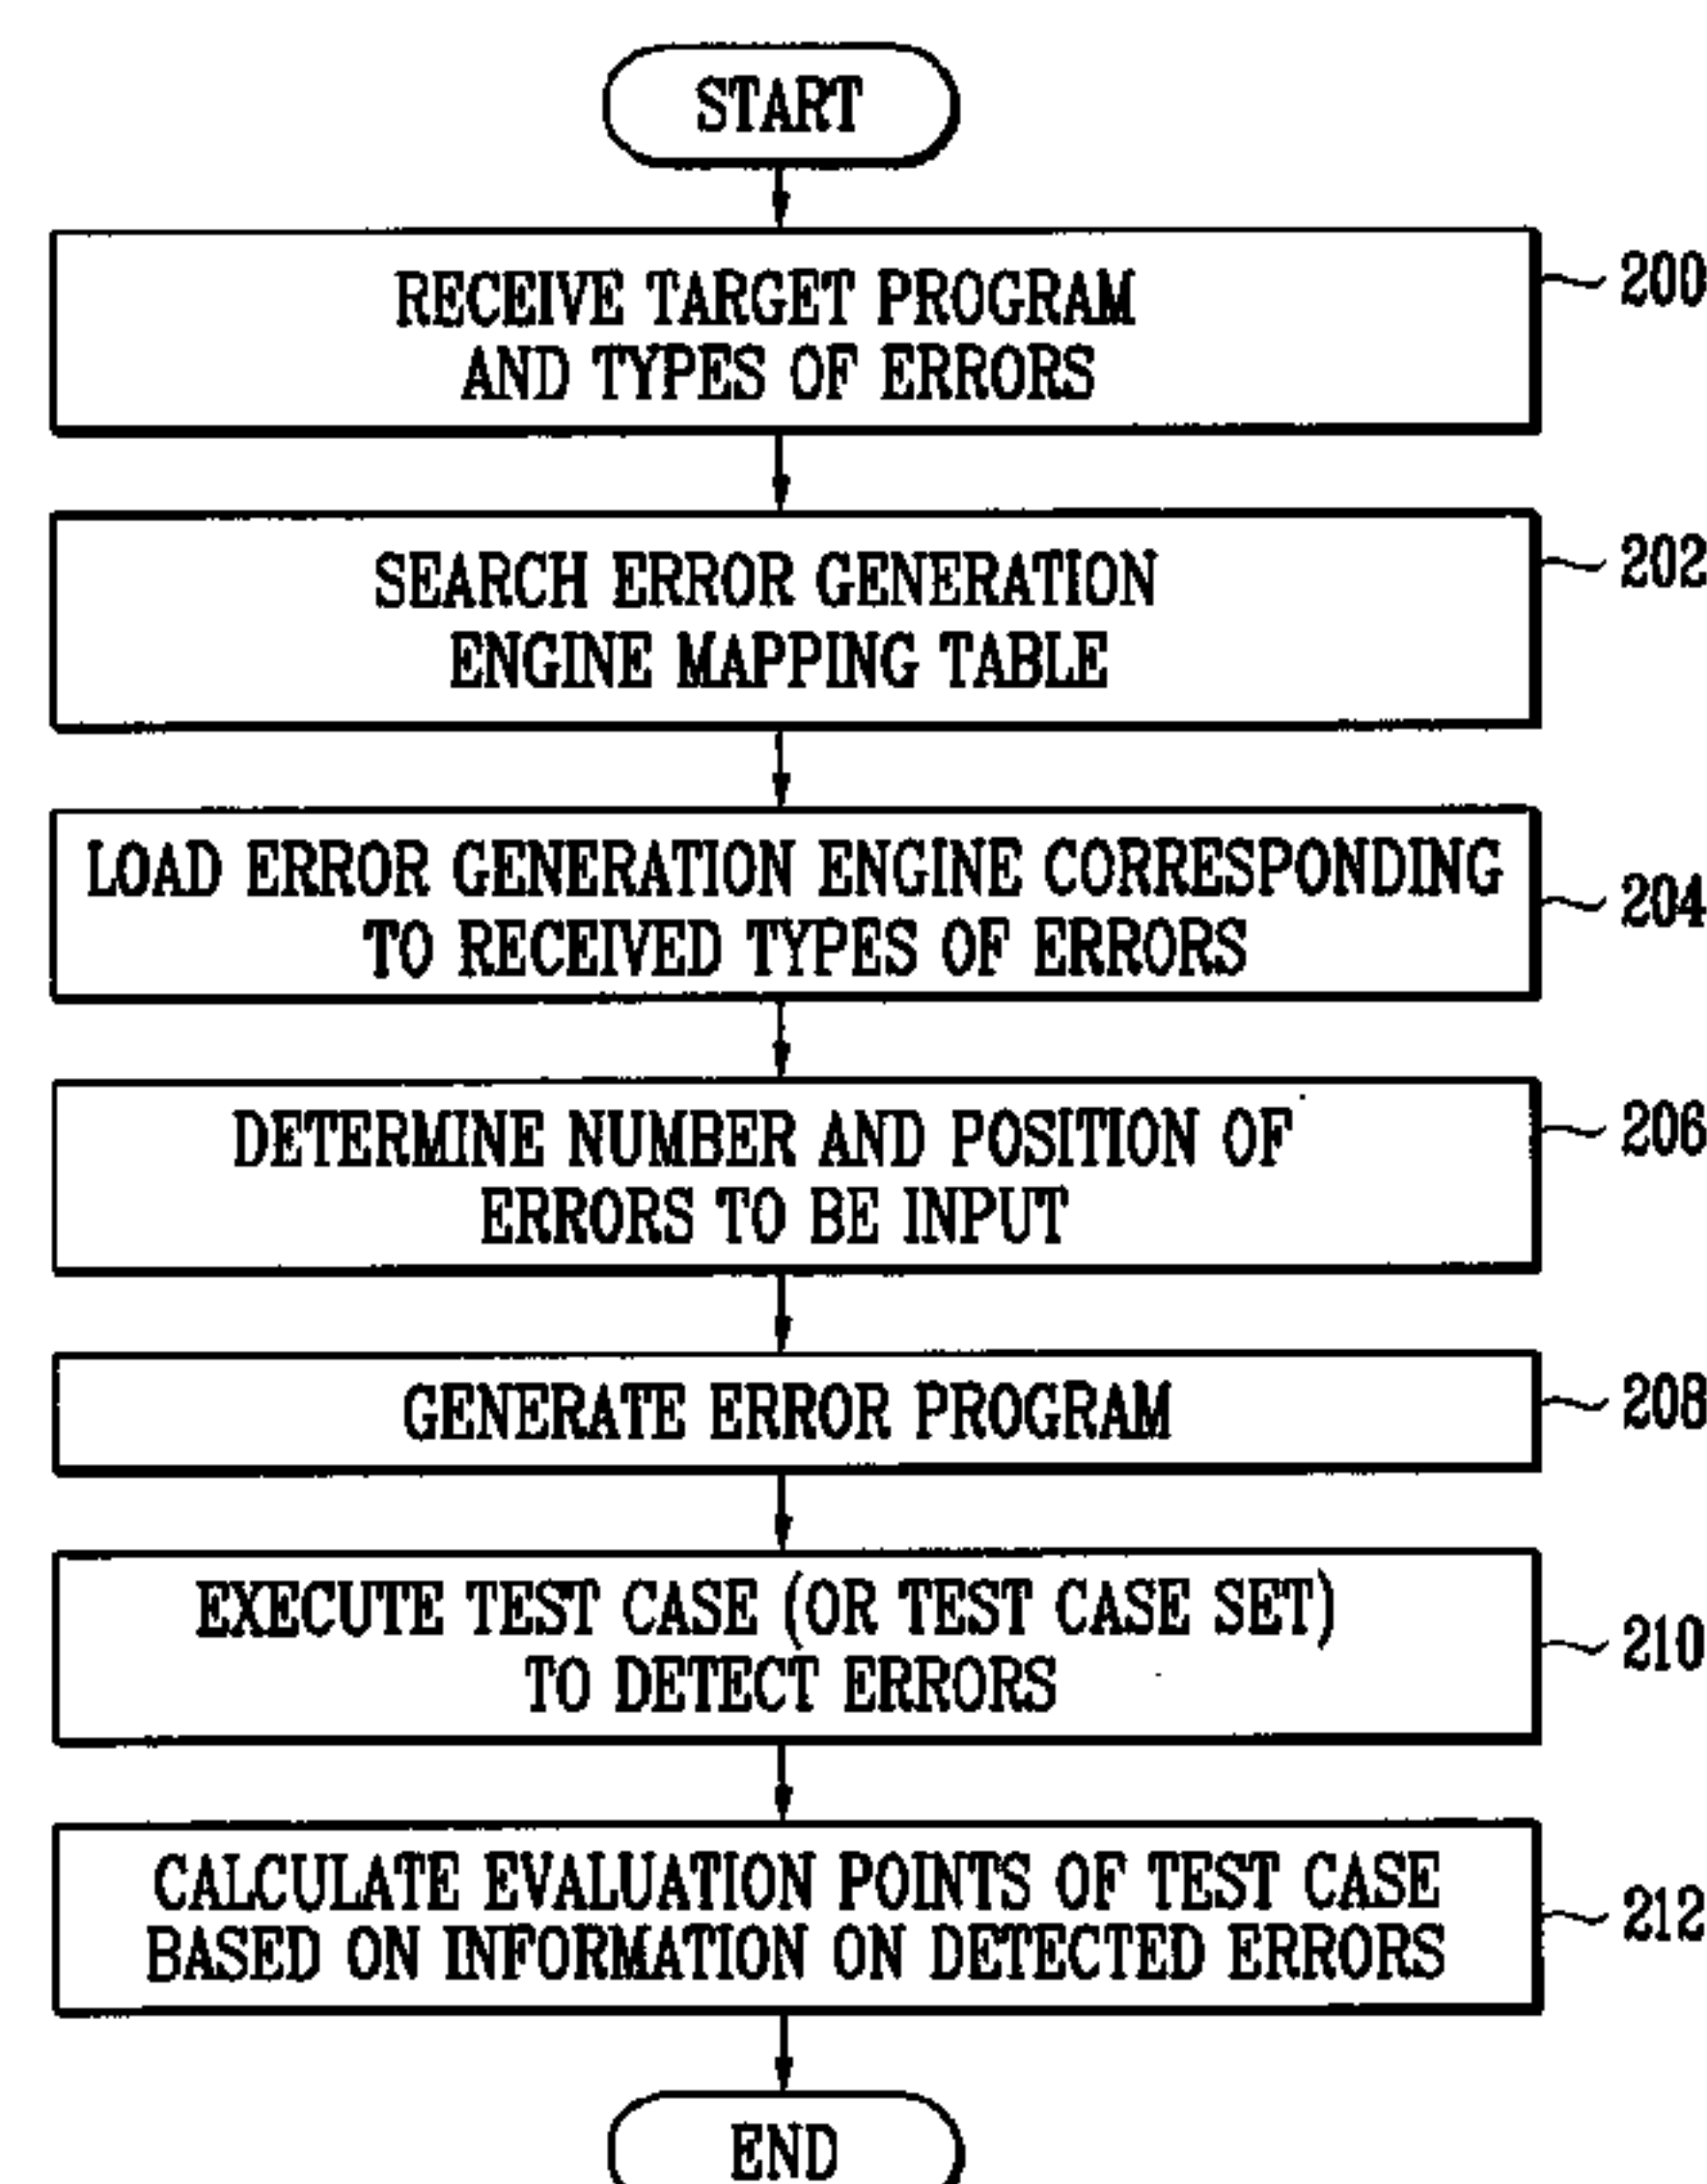 START
RECEIVE TARGET PROGRAM
AND TYPES OF ERRORS
200
SEARCH ERROR GENERATION
ENGINE MAPPING TABLE
202
LOAD ERROR GENERATION ENGINE CORRESPONDING
TO RECEIVED TYPES OF ERRORS
204
DETERMINE NUMBER AND POSITION OF
ERRORS TO BE INPUT
206
GENERATE ERROR PROGRAM
208
EXECUTE TEST CASE (OR TEST CASE SET)
TO DETECT ERRORS
210
CALCULATE EVALUATION POINTS OF TEST CASE
BASED ON INFORMATION ON DETECTED ERRORS
212
END